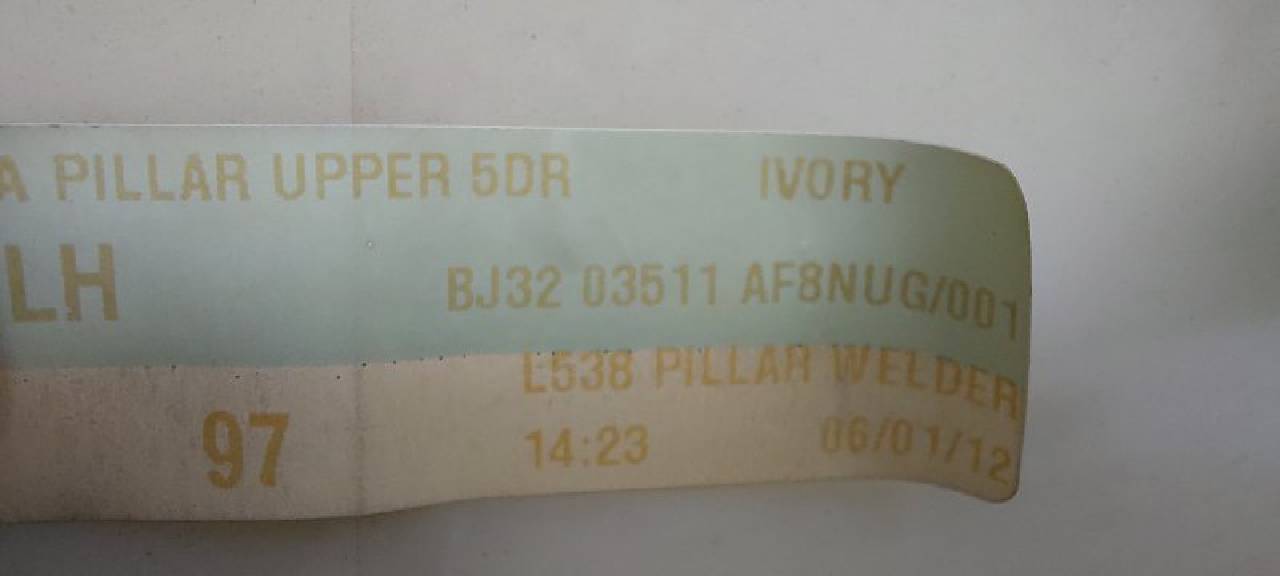 A PILLAR UPPER 5DR IVORY
LH BJ32 03511 AF8NUG/001
L538 PILLAR WELDER
97 14:23 06/01/12